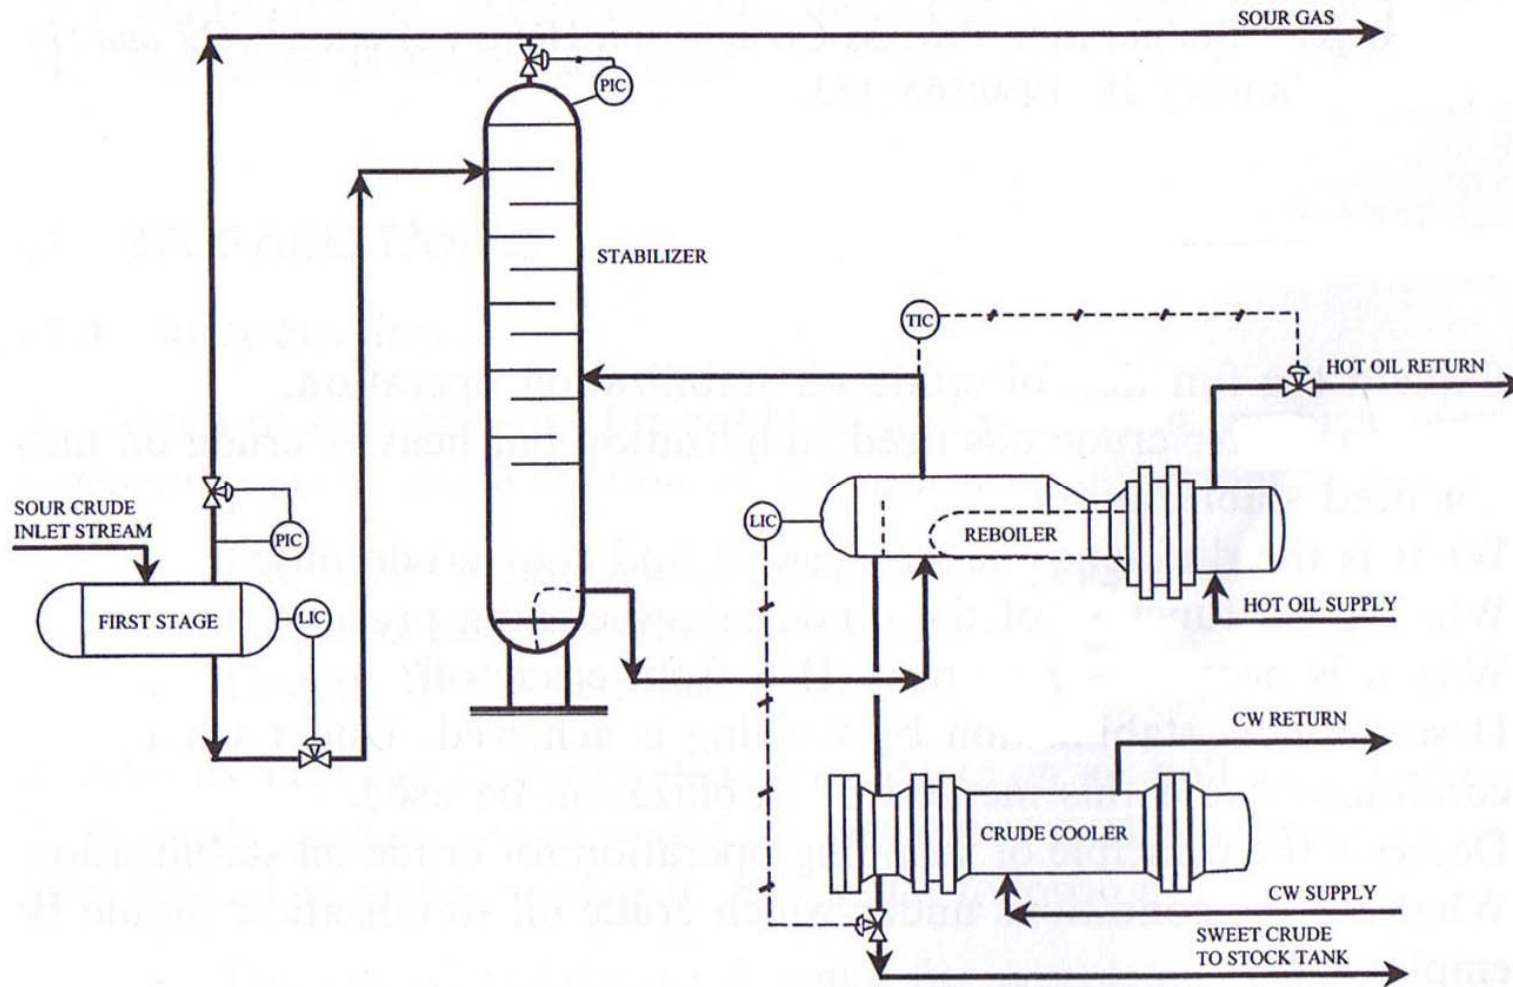 SOUR GAS
PIC
STABILIZER
TIC
HOT OIL RETURN
SOUR CRUDE
INLET STREAM
PIC
LIC
REBOILER
FIRST STAGE
LIC
HOT OIL SUPPLY
CW RETURN
CRUDE COOLER
CW SUPPLY
SWEET CRUDE
TO STOCK TANK